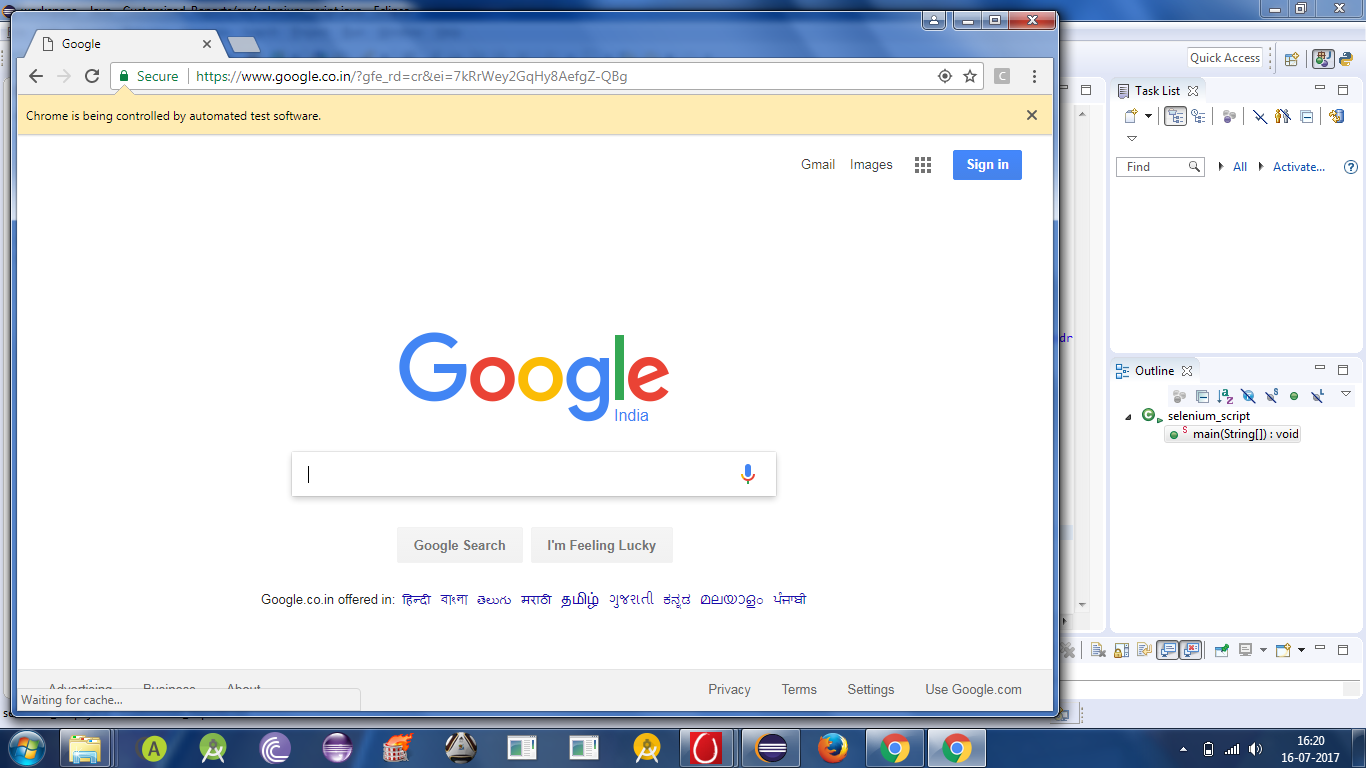 Google
Secure
https://www.google.co.in/?gfe_rd=cr&ei=7kRrWey2GqHy8AefgZ-QBg
C
Chrome is being controlled by automated test software.
Gmail Images
Sign in
Google
India
Google Search
I'm Feeling Lucky
Google.co.in offered in: हिन्दी বাংলা తెలుగు मराठी தமிழ் ગુજરાતી ಕನ್ನಡ മലയാളം ਪੰਜਾਬੀ
Advertising Business About
Privacy Terms Settings Use Google.com
Waiting for cache...
Quick Access
Task List
Find
All
Activate...
dr
Outline
selenium_script
main(String[]) : void
16:20
16-07-2017